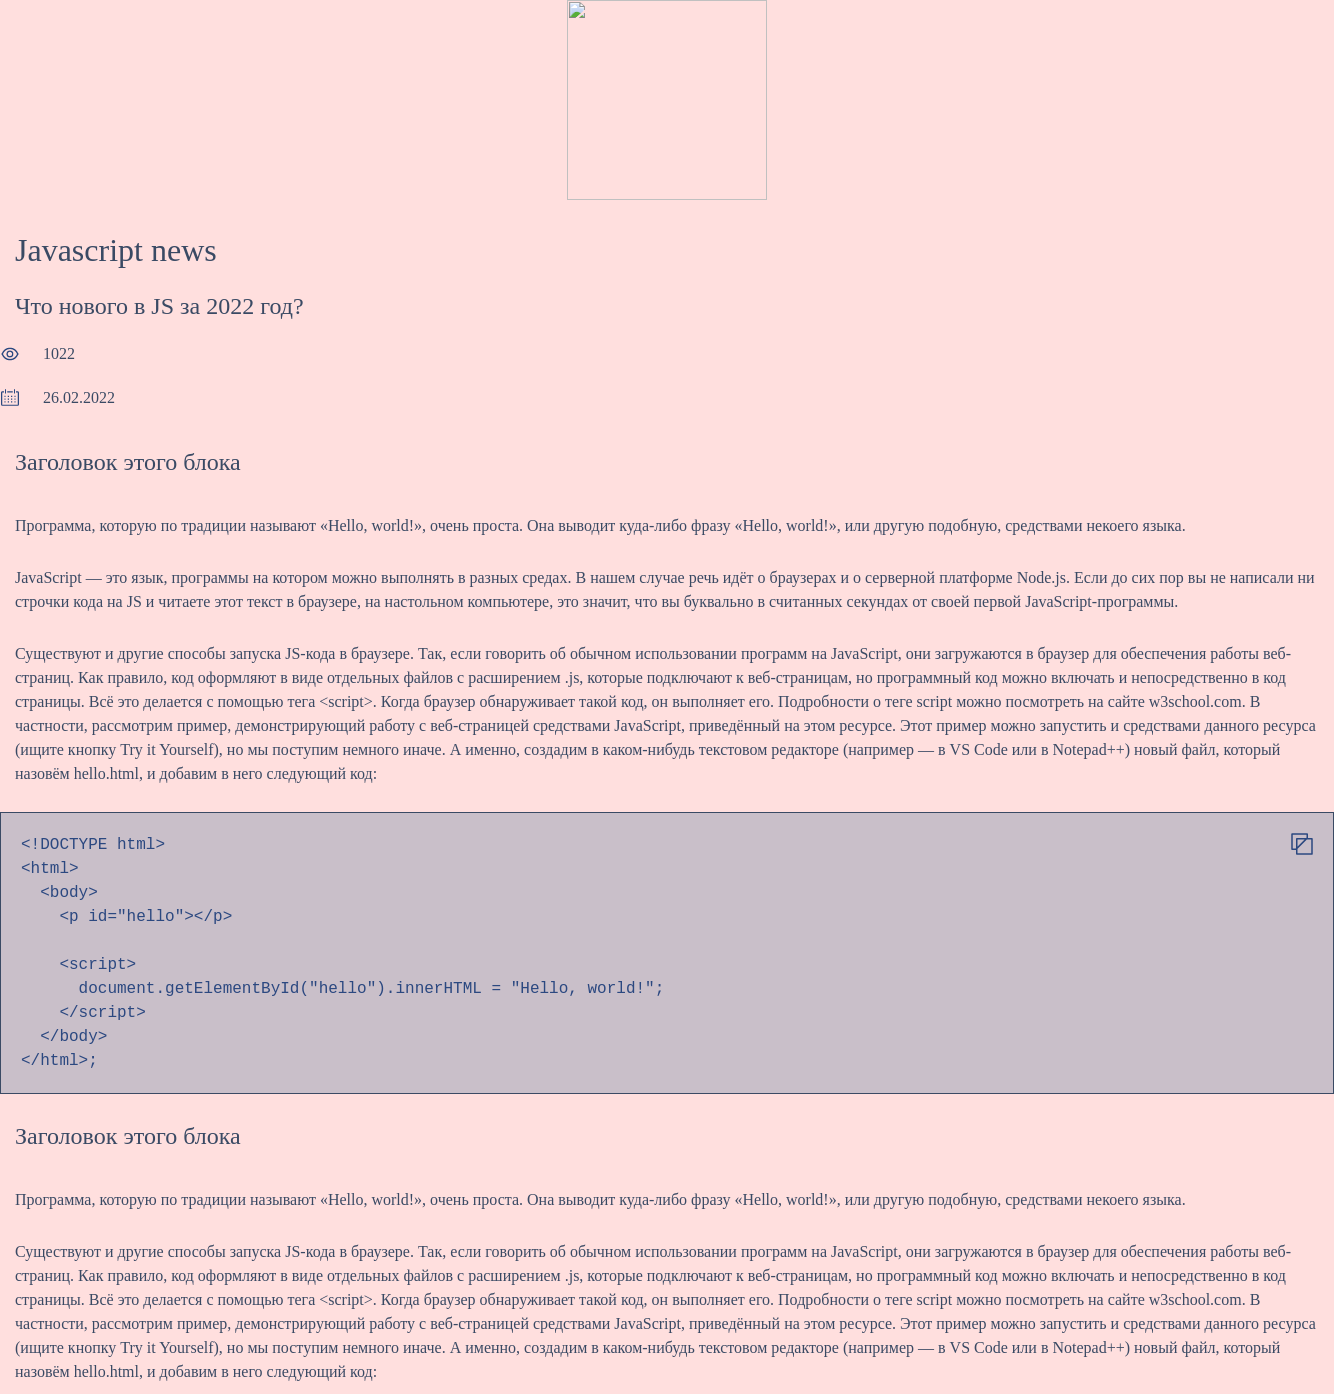 Javascript news
Что нового в JS за 2022 год?
1022
26.02.2022
Заголовок этого блока
Программа, которую по традиции называют «Hello, world!», очень проста. Она выводит куда-либо фразу «Hello, world!», или другую подобную, средствами некоего языка.
JavaScript — это язык, программы на котором можно выполнять в разных средах. В нашем случае речь идёт о браузерах и о серверной платформе Node.js. Если до сих пор вы не написали ни
строчки кода на JS и читаете этот текст в браузере, на настольном компьютере, это значит, что вы буквально в считанных секундах от своей первой JavaScript-программы.
Существуют и другие способы запуска JS-кода в браузере. Так, если говорить об обычном использовании программ на JavaScript, они загружаются в браузер для обеспечения работы веб-
страниц. Как правило, код оформляют в виде отдельных файлов с расширением .js, которые подключают к веб-страницам, но программный код можно включать и непосредственно в код
страницы. Всё это делается с помощью тега <script>. Когда браузер обнаруживает такой код, он выполняет его. Подробности о теге script можно посмотреть на сайте w3school.com. В
частности, рассмотрим пример, демонстрирующий работу с веб-страницей средствами JavaScript, приведённый на этом ресурсе. Этот пример можно запустить и средствами данного ресурса
(ищите кнопку Try it Yourself), но мы поступим немного иначе. А именно, создадим в каком-нибудь текстовом редакторе (например — в VS Code или в Notepad++) новый файл, который
назовём hello.html, и добавим в него следующий код:
<!DOCTYPE html>
<html>
  <body>
    <p id="hello"></p>
    <script>
      document.getElementById("hello").innerHTML = "Hello, world!";
    </script>
  </body>
</html>;
Заголовок этого блока
Программа, которую по традиции называют «Hello, world!», очень проста. Она выводит куда-либо фразу «Hello, world!», или другую подобную, средствами некоего языка.
Существуют и другие способы запуска JS-кода в браузере. Так, если говорить об обычном использовании программ на JavaScript, они загружаются в браузер для обеспечения работы веб-
страниц. Как правило, код оформляют в виде отдельных файлов с расширением .js, которые подключают к веб-страницам, но программный код можно включать и непосредственно в код
страницы. Всё это делается с помощью тега <script>. Когда браузер обнаруживает такой код, он выполняет его. Подробности о теге script можно посмотреть на сайте w3school.com. В
частности, рассмотрим пример, демонстрирующий работу с веб-страницей средствами JavaScript, приведённый на этом ресурсе. Этот пример можно запустить и средствами данного ресурса
(ищите кнопку Try it Yourself), но мы поступим немного иначе. А именно, создадим в каком-нибудь текстовом редакторе (например — в VS Code или в Notepad++) новый файл, который
назовём hello.html, и добавим в него следующий код: